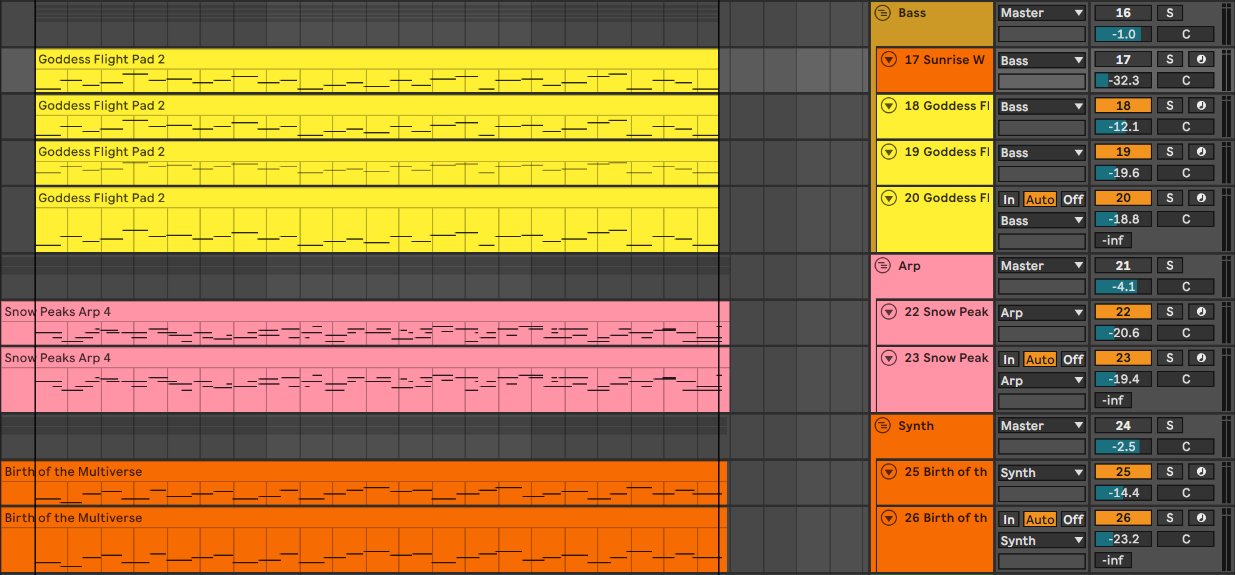 Bass Master 16 S
-1.0 C
Goddess Flight Pad 2 17 Sunrise W Bass 17 S
-32.3 C
Goddess Flight Pad 2 18 Goddess Fl Bass 18 S
-12.1 C
Goddess Flight Pad 2 19 Goddess Fl Bass 19 S
-19.6 C
Goddess Flight Pad 2 20 Goddess Fl In Auto Off 20 S
Bass -18.8 C
-inf
Arp Master 21 S
-4.1 C
Snow Peaks Arp 4 22 Snow Peak Arp 22 S
-20.6 C
Snow Peaks Arp 4 23 Snow Peak In Auto Off 23 S
Arp -19.4 C
-inf
Synth Master 24 S
-2.5 C
Birth of the Multiverse 25 Birth of th Synth 25 S
-14.4 C
Birth of the Multiverse 26 Birth of th In Auto Off 26 S
Synth -23.2 C
-inf